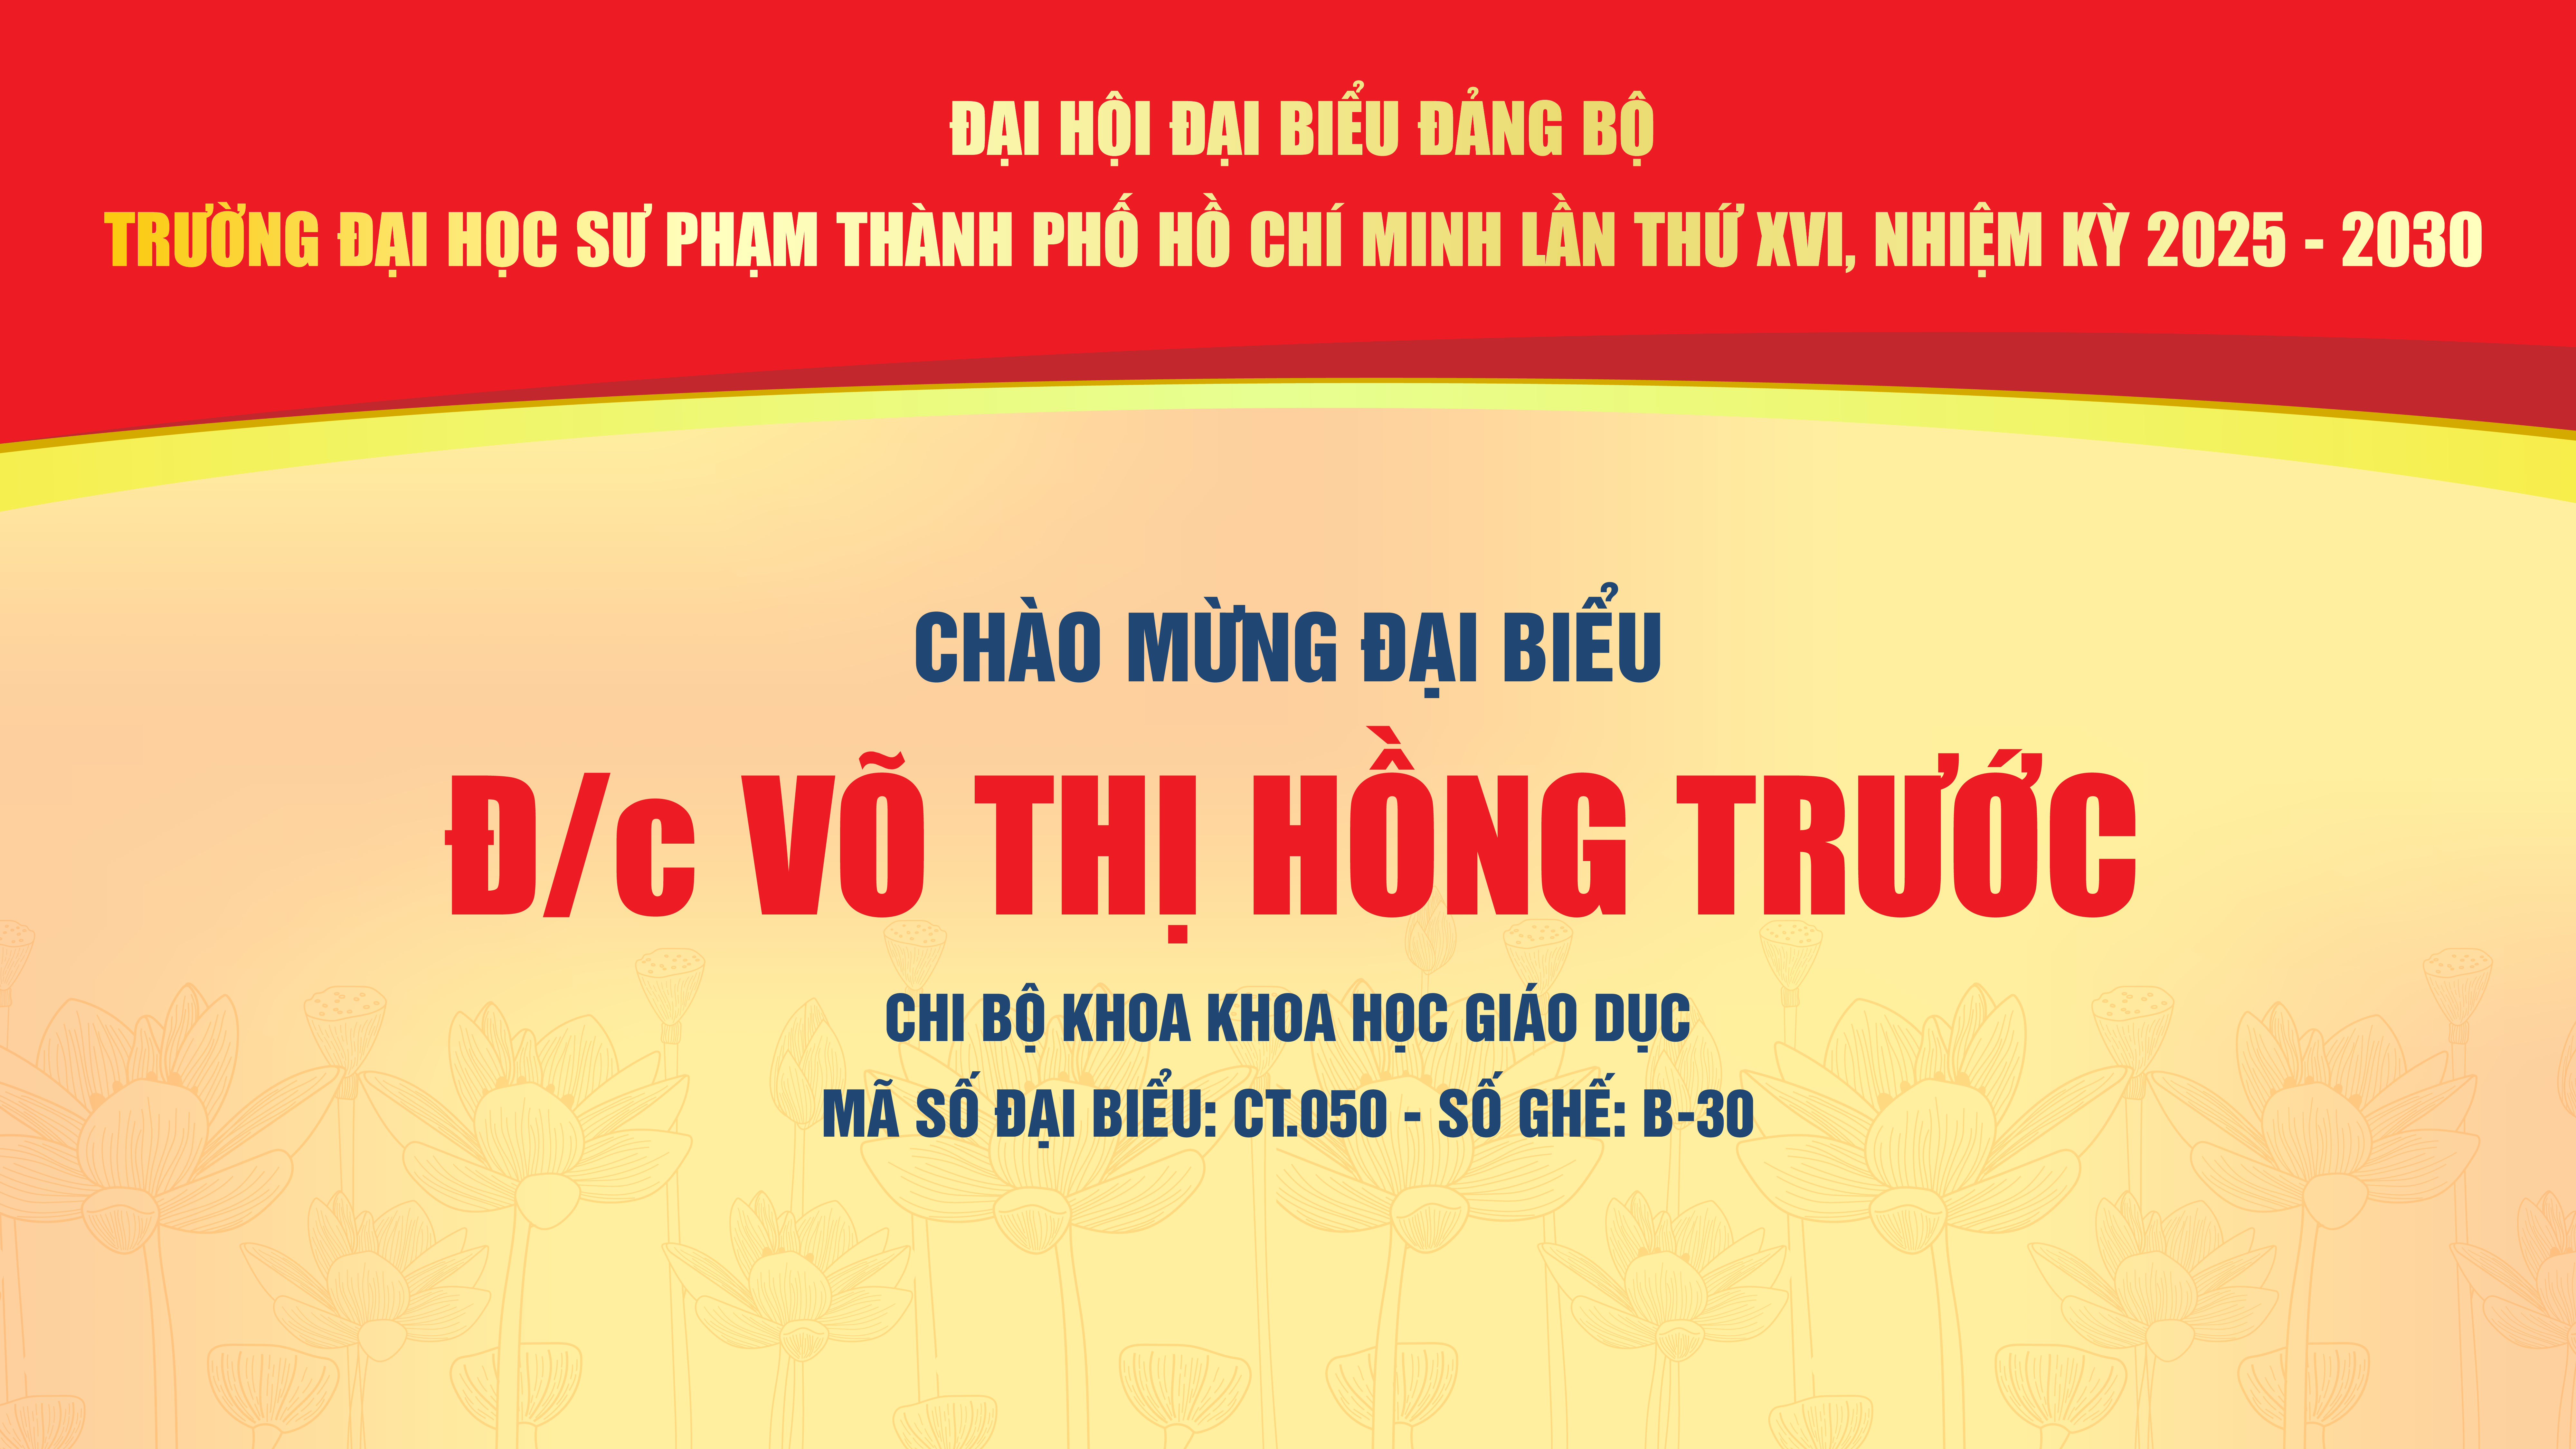 ĐẠI HỘI ĐẠI BIỂU ĐẢNG BỘ
TRƯỜNG ĐẠI HỌC SƯ PHẠM THÀNH PHỐ HỒ CHÍ MINH LẦN THỨ XVI, NHIỆM KỲ 2025 - 2030
CHÀO MỪNG ĐẠI BIỂU
Đ/c VÕ THỊ HỒNG TRƯỚC
CHI BỘ KHOA KHOA HỌC GIÁO DỤC
MÃ SỐ ĐẠI BIỂU: CT.050 - SỐ GHẾ: B-30